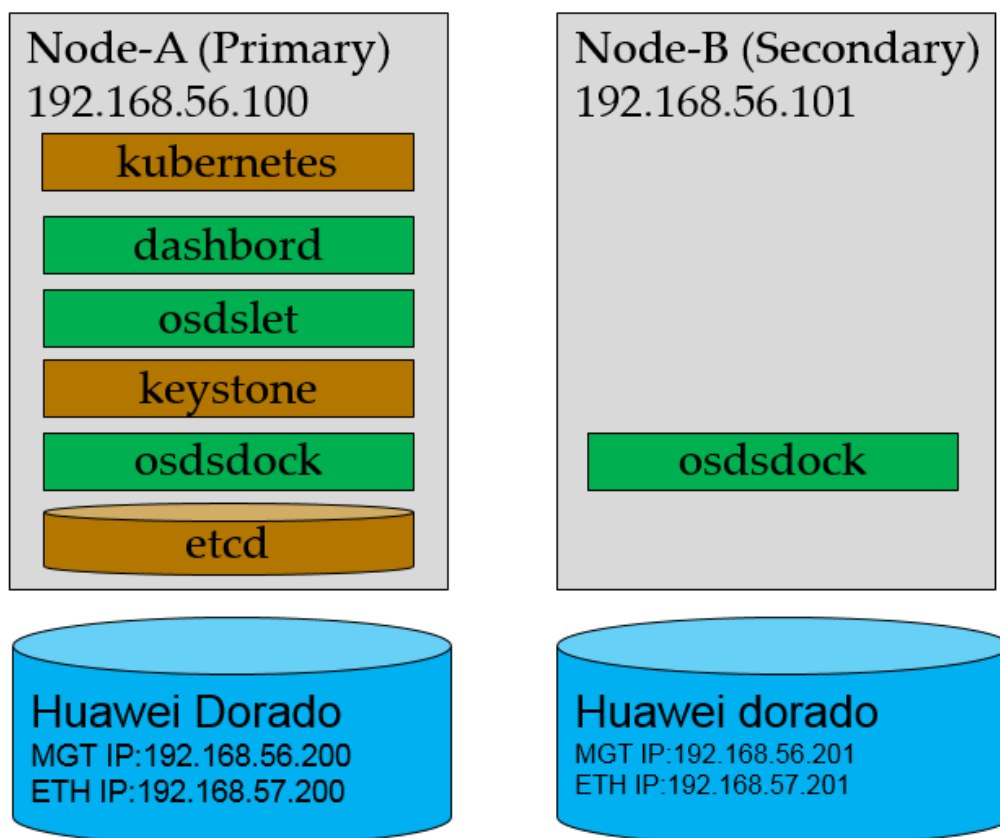 Node-A (Primary)
192.168.56.100
kubernetes
dashbord
osdslet
keystone
osdsdock
etcd
Huawei Dorado
MGT IP:192.168.56.200
ETH IP:192.168.57.200
Node-B (Secondary)
192.168.56.101
osdsdock
Huawei dorado
MGT IP:192.168.56.201
ETH IP:192.168.57.201